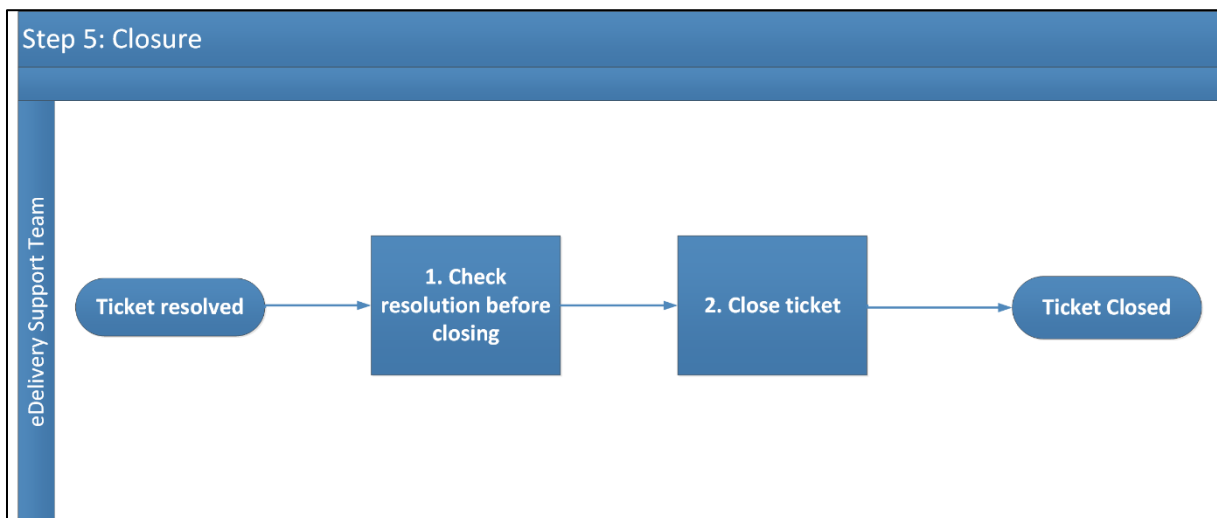 Step 5: Closure
eDelivery Support Team
Ticket resolved
1. Check
resolution before
closing
2. Close ticket
Ticket Closed